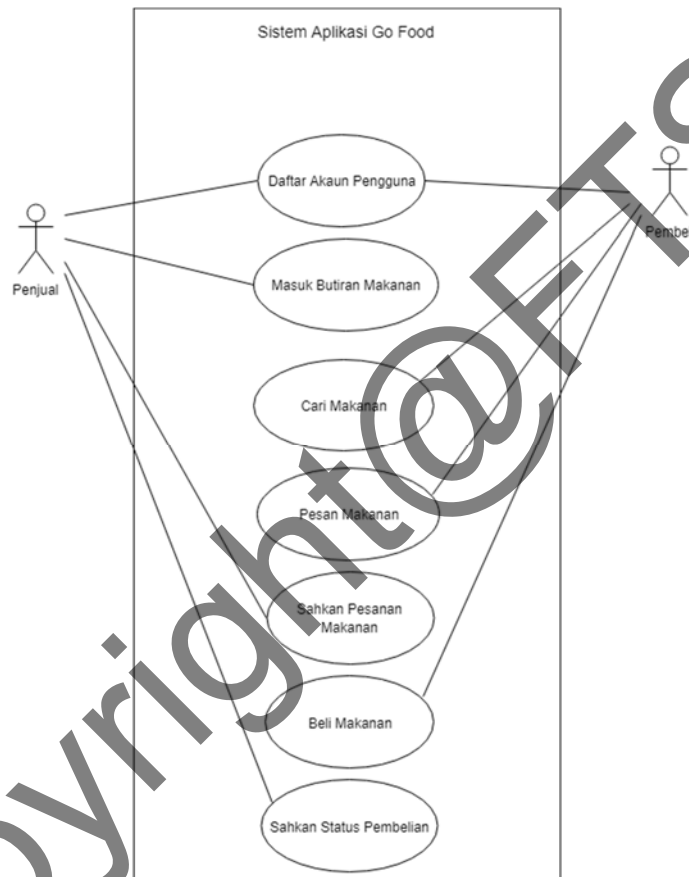 Sistem Aplikasi Go Food
Daftar Akaun Pengguna
Penjual
Masuk Butiran Makanan
Cari Makanan
Pesan Makanan
Sahkan Pesanan
Makanan
Beli Makanan
Sahkan Status Pembelian